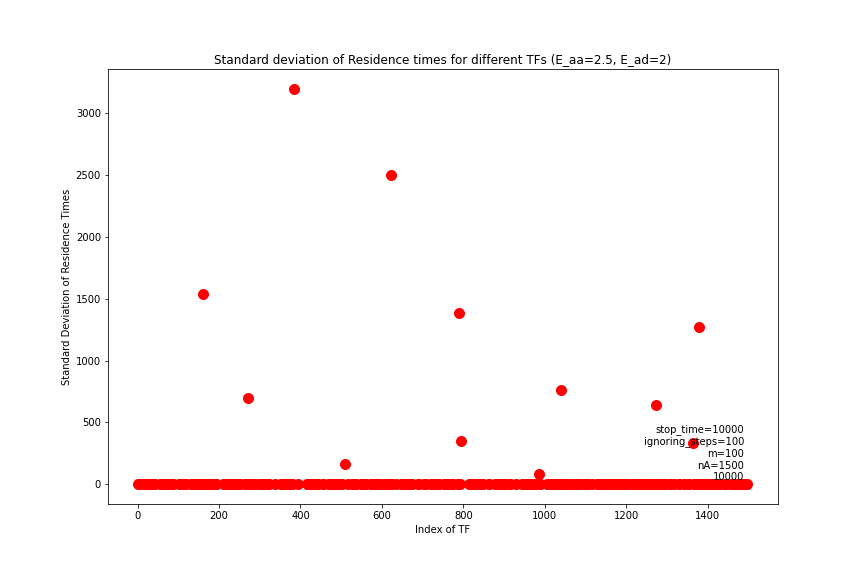 Standard deviation of Residence times for different TFs (E_aa=2.5, E_ad=2)
Standard Deviation of Residence Times
3000
2500
2000
1500
1000
500
0
stop_time=10000
ignoring_steps=100
m=100
nA=1500
10000
0
200
400
600
800
1000
1200
1400
Index of TF